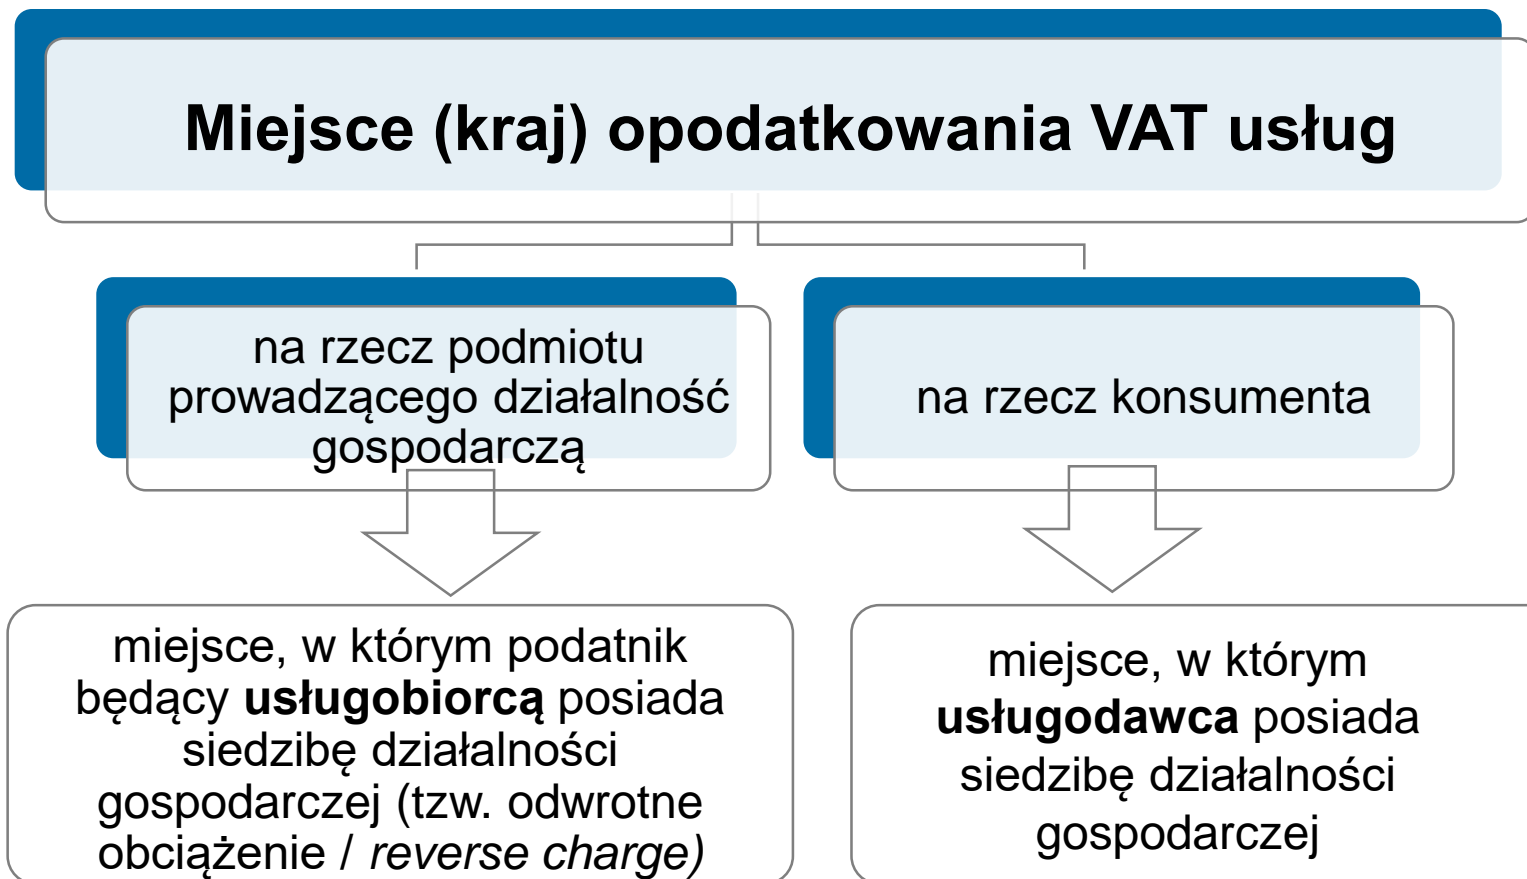 Miejsce (kraj) opodatkowania VAT usług
na rzecz podmiotu
prowadzącego działalność
gospodarczą
na rzecz konsumenta
miejsce, w którym podatnik
będący usługobiorcą posiada
siedzibę działalności
gospodarczej (tzw. odwrotne
obciążenie / reverse charge)
miejsce, w którym
usługodawca posiada
siedzibę działalności
gospodarczej